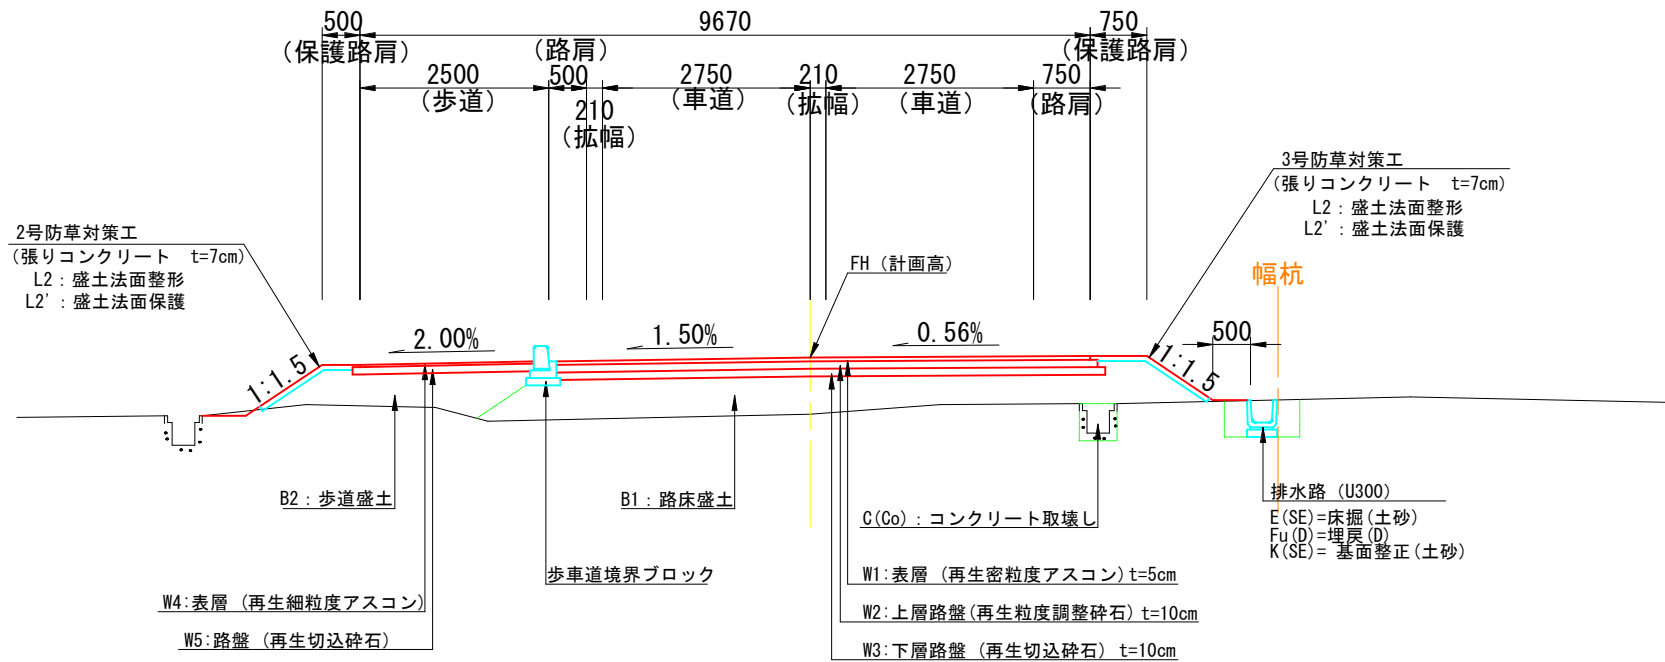 500
9670
750
(保護路肩)
(路肩)
(保護路肩)
2500
500
2750
210
2750
750
(歩道)
(車道)
(拡幅)
(車道)
(路肩)
210
(拡幅)
3号防草対策工
(張りコンクリート t=7cm)
L2：盛土法面整形
L2'：盛土法面保護
2号防草対策工
(張りコンクリート t=7cm)
L2：盛土法面整形
L2'：盛土法面保護
FH (計画高)
幅杭
2.00%
1.50%
0.56%
500
1:1.5
1:1.5
B2：歩道盛土
B1：路床盛土
C(Co)：コンクリート取壊し
排水路 (U300)
E(SE)=床掘(土砂)
Fu(D)=埋戻(D)
K(SE)= 基面整正(土砂)
歩車道境界ブロック
W1:表層 (再生密粒度アスコン) t=5cm
W4:表層 (再生細粒度アスコン)
W2:上層路盤(再生粒度調整砕石) t=10cm
W5:路盤 (再生切込砕石)
W3:下層路盤 (再生切込砕石) t=10cm